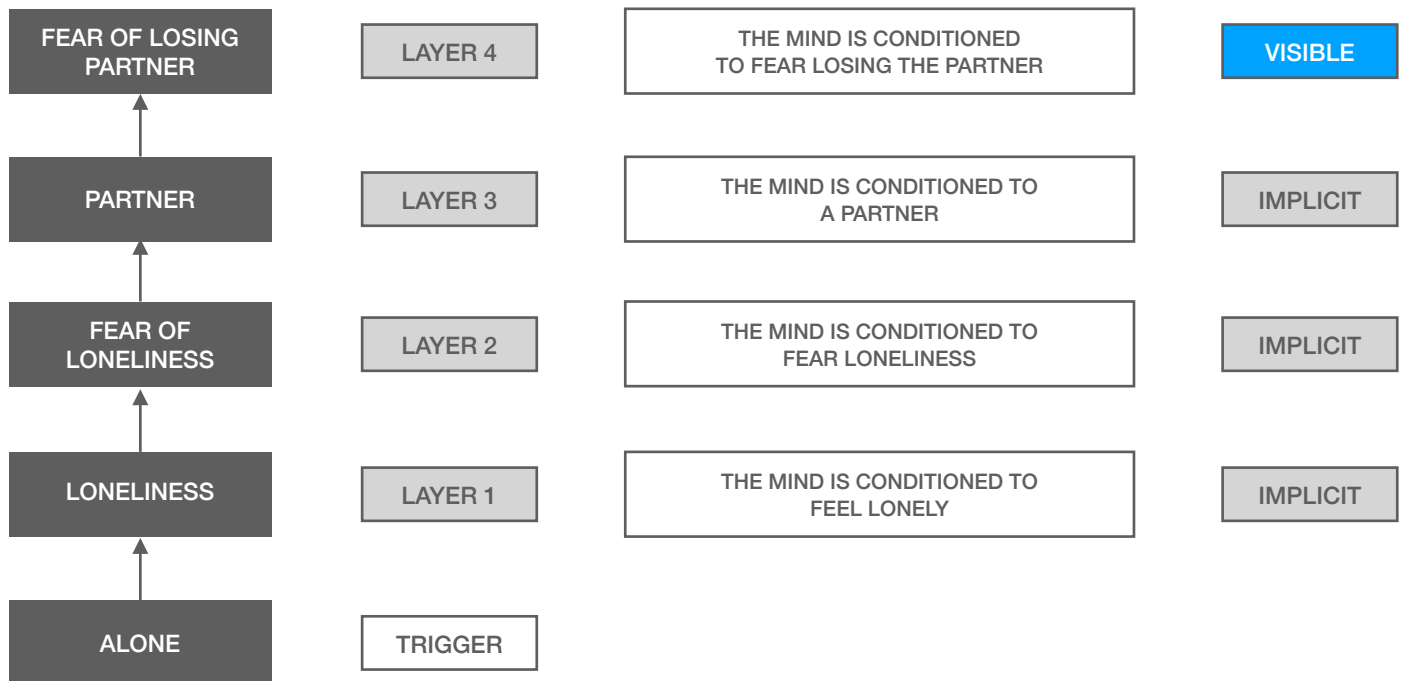 FEAR OF LOSING
PARTNER
LAYER 4
THE MIND IS CONDITIONED
TO FEAR LOSING THE PARTNER
VISIBLE
PARTNER
LAYER 3
THE MIND IS CONDITIONED TO
A PARTNER
IMPLICIT
FEAR OF
LONELINESS
LAYER 2
THE MIND IS CONDITIONED TO
FEAR LONELINESS
IMPLICIT
LONELINESS
LAYER 1
THE MIND IS CONDITIONED TO
FEEL LONELY
IMPLICIT
ALONE
TRIGGER